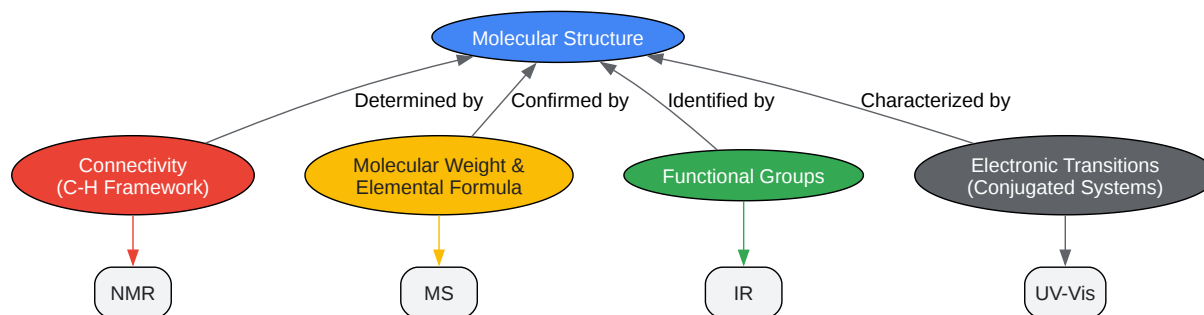 Molecular Structure
Determined by
Confirmed by
Identified by
Characterized by
Connectivity
(C-H Framework)
Molecular Weight &
Elemental Formula
Functional Groups
Electronic Transitions
(Conjugated Systems)
NMR
MS
IR
UV-Vis